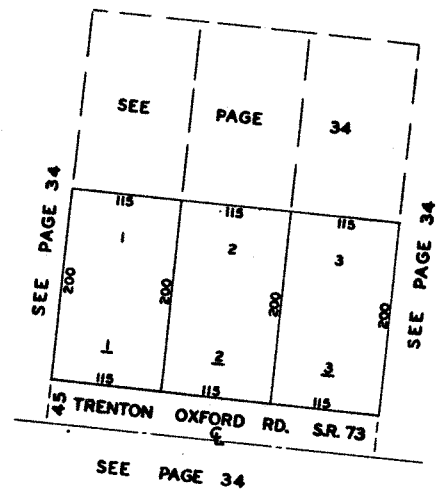 SEE PAGE 34
SEE PAGE 34
SEE PAGE 34
115 115 115
1 2 3
200 200 200 200
1 2 3
115 115 115
45 TRENTON OXFORD RD. S.R. 73
℄
SEE PAGE 34